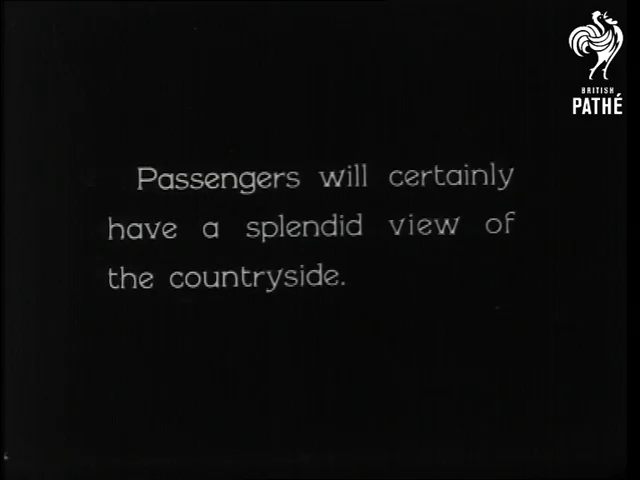 BRITISH
PATHÉ
Passengers will certainly
have a splendid view of
the countryside.